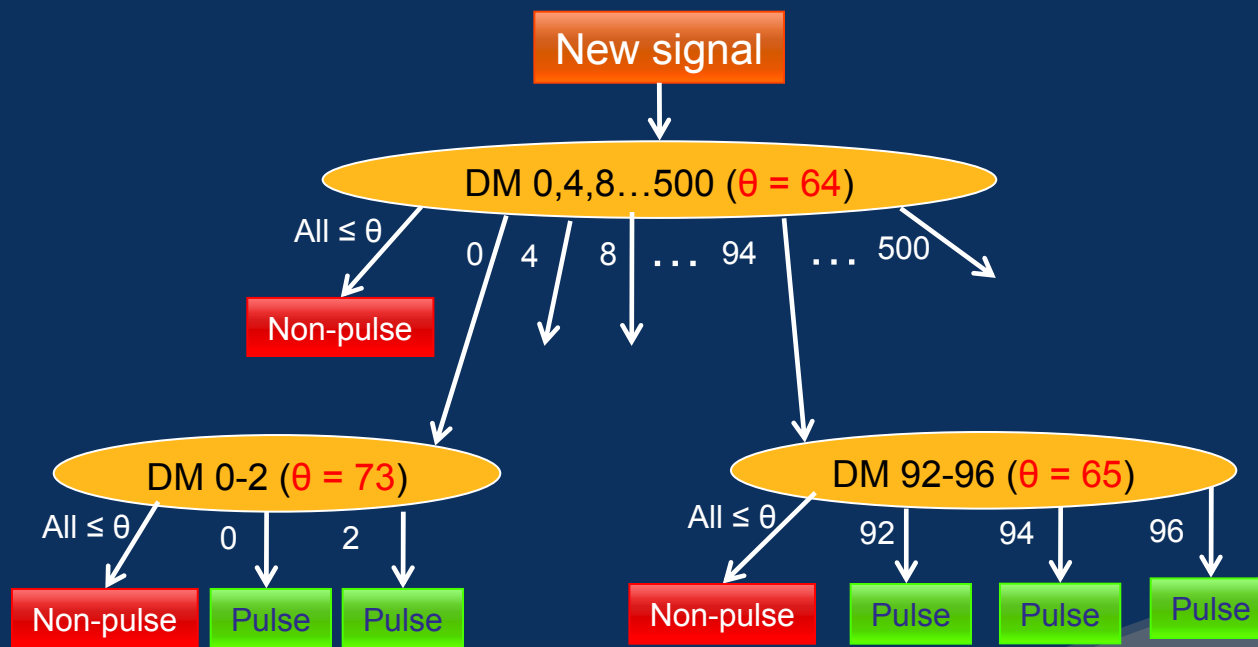 New signal
DM 0,4,8…500 (θ = 64)
All ≤ θ
0
4
8
…
94
…
500
Non-pulse
DM 0-2 (θ = 73)
DM 92-96 (θ = 65)
All ≤ θ
0
2
All ≤ θ
92
94
96
Non-pulse
Pulse
Pulse
Non-pulse
Pulse
Pulse
Pulse